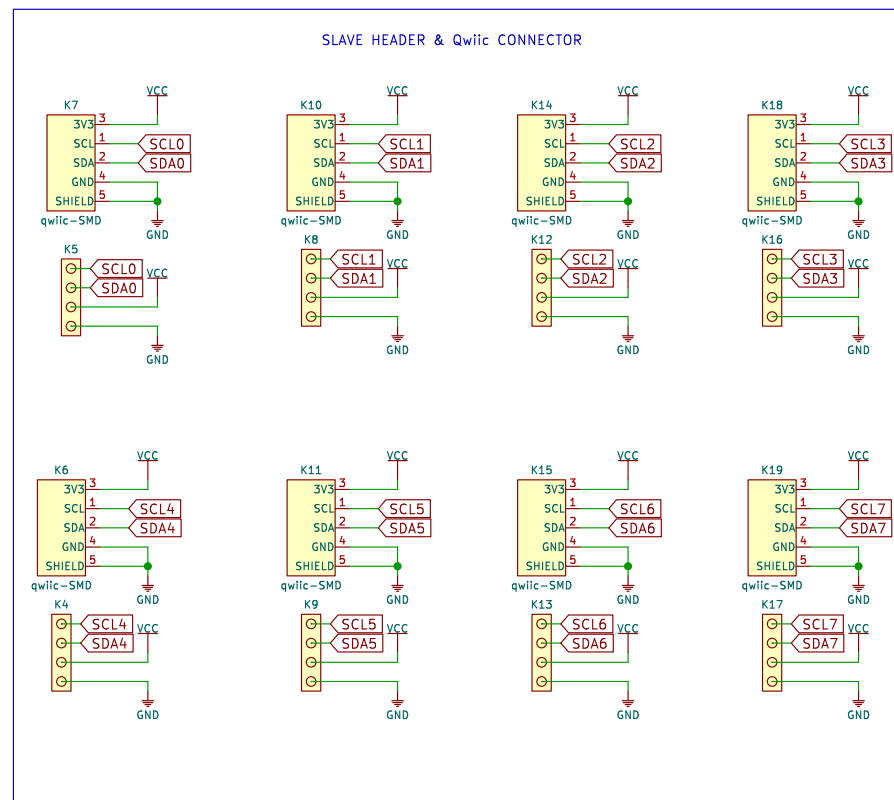 SLAVE HEADER & Qwiic CONNECTOR
VCC VCC VCC VCC
K7 K10 K14 K18
3V3 3 3V3 3 3V3 3 3V3 3
SCL 1 SCL0 SCL 1 SCL1 SCL 1 SCL2 SCL 1 SCL3
SDA 2 SDA0 SDA 2 SDA1 SDA 2 SDA2 SDA 2 SDA3
GND 4 GND 4 GND 4 GND 4
SHIELD 5 SHIELD 5 SHIELD 5 SHIELD 5
qwiic-SMD qwiic-SMD qwiic-SMD qwiic-SMD
GND GND GND GND
K5 K8 K12 K16
SCL0 SCL1 SCL2 SCL3
VCC VCC VCC VCC
SDA0 SDA1 SDA2 SDA3
GND GND GND GND
VCC VCC VCC VCC
K6 K11 K15 K19
3V3 3 3V3 3 3V3 3 3V3 3
SCL 1 SCL4 SCL 1 SCL5 SCL 1 SCL6 SCL 1 SCL7
SDA 2 SDA4 SDA 2 SDA5 SDA 2 SDA6 SDA 2 SDA7
GND 4 GND 4 GND 4 GND 4
SHIELD 5 SHIELD 5 SHIELD 5 SHIELD 5
qwiic-SMD qwiic-SMD qwiic-SMD qwiic-SMD
GND GND GND GND
K4 K9 K13 K17
SCL4 SCL5 SCL6 SCL7
VCC VCC VCC VCC
SDA4 SDA5 SDA6 SDA7
GND GND GND GND